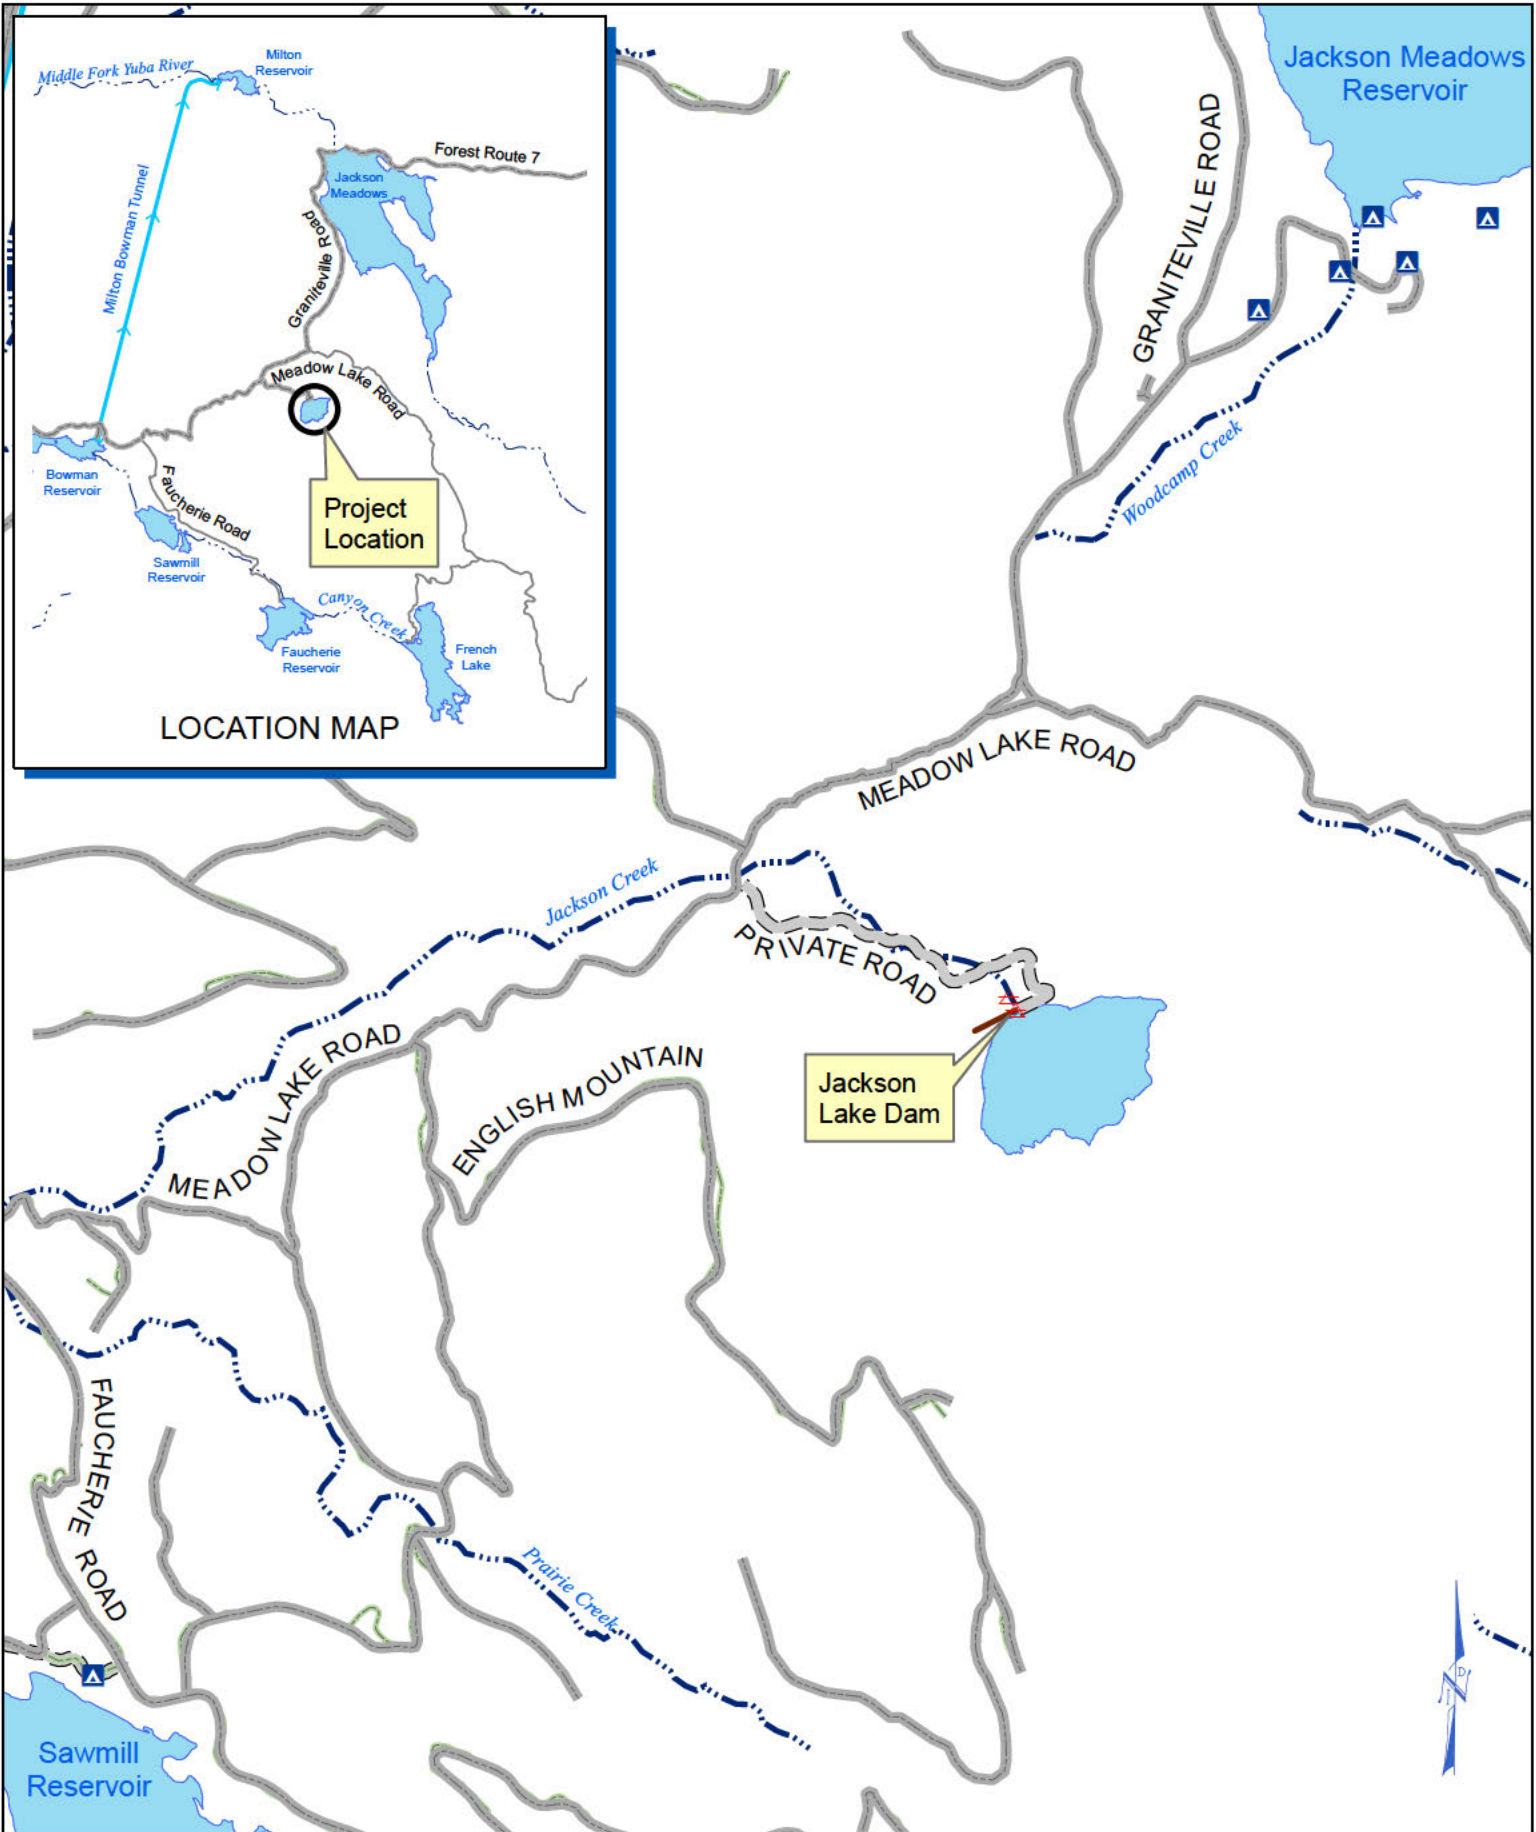 Middle Fork Yuba River
Milton
Reservoir
Forest Route 7
Jackson
Meadows
Milton Bowman Tunnel
Graniteville Road
Meadow Lake Road
Bowman
Reservoir
Faucherie Road
Project
Location
Sawmill
Reservoir
Canyon Creek
Faucherie
Reservoir
French
Lake
LOCATION MAP
Jackson Meadows
Reservoir
GRANITEVILLE ROAD
Woodcamp Creek
MEADOW LAKE ROAD
Jackson Creek
PRIVATE ROAD
MEADOW LAKE ROAD
ENGLISH MOUNTAIN
Jackson
Lake Dam
FAUCHERIE ROAD
Prairie Creek
Sawmill
Reservoir
NID